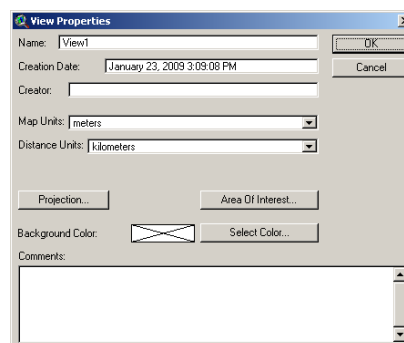 View Properties
Name: View1
OK
Creation Date: January 23, 2009 3:09:08 PM
Cancel
Creator:
Map Units: meters
Distance Units: kilometers
Projection... Area Of Interest...
Background Color: Select Color...
Comments: